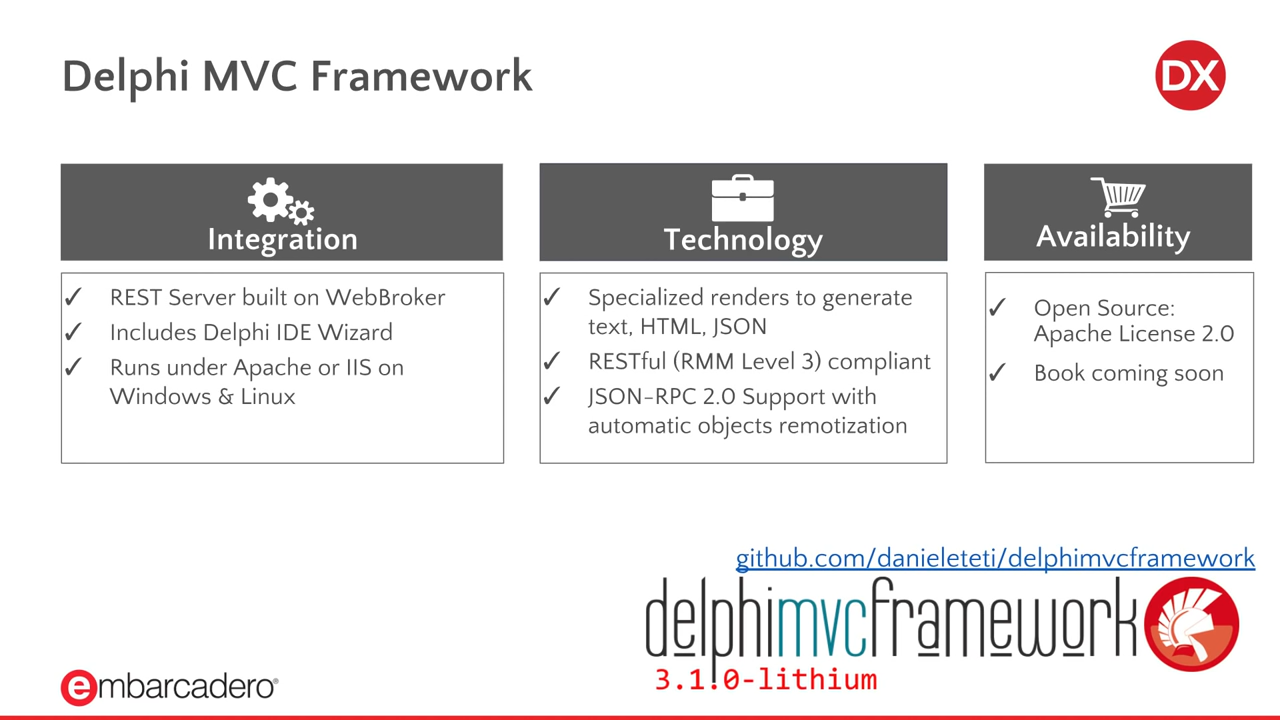 Delphi MVC Framework
DX
Integration
✓ REST Server built on WebBroker
✓ Includes Delphi IDE Wizard
✓ Runs under Apache or IIS on
Windows & Linux
Technology
✓ Specialized renders to generate
text, HTML, JSON
✓ RESTful (RMM Level 3) compliant
✓ JSON-RPC 2.0 Support with
automatic objects remotization
Availability
✓ Open Source:
Apache License 2.0
✓ Book coming soon
github.com/danieleteti/delphimvcframework
delphimvcframework
3.1.0-lithium
embarcadero®